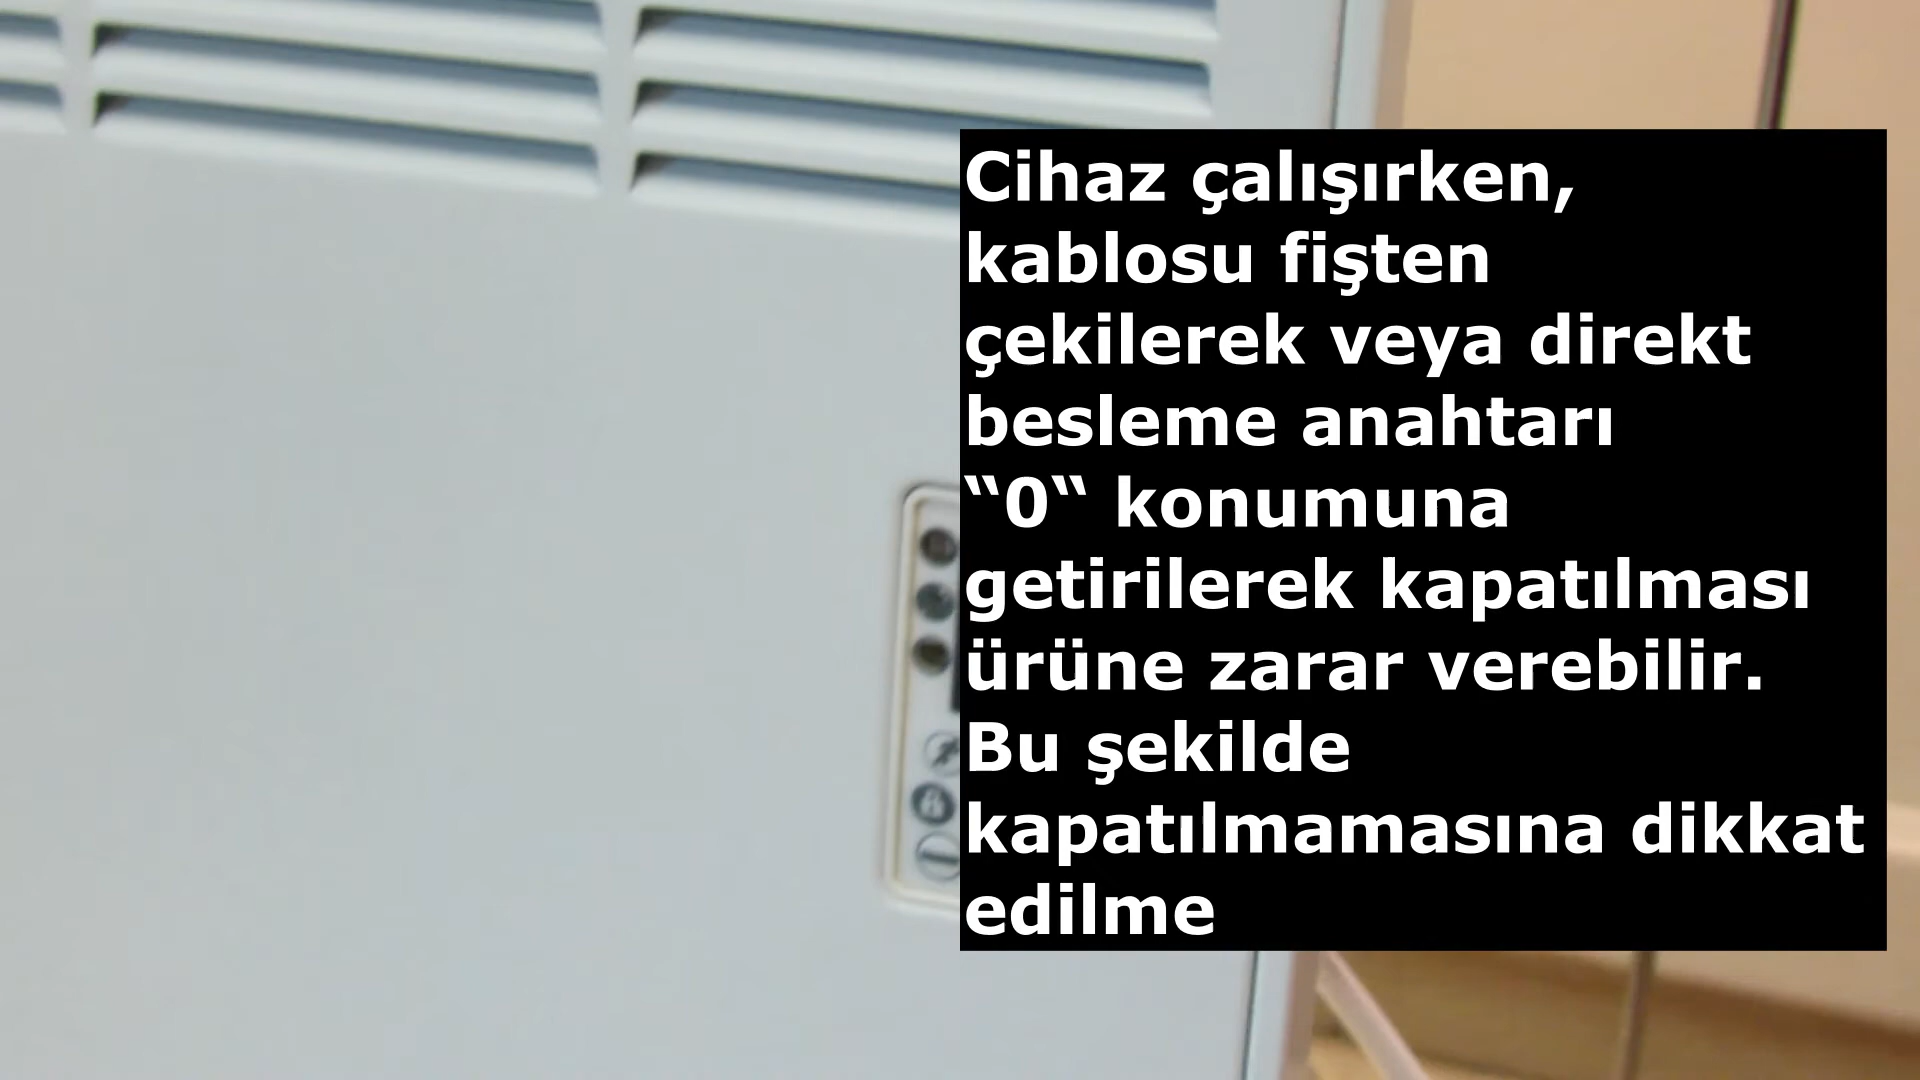 Cihaz çalışırken,
kablosu fişten
çekilerek veya direkt
besleme anahtarı
“0“ konumuna
getirilerek kapatılması
ürüne zarar verebilir.
Bu şekilde
kapatılmamasına dikkat
edilme